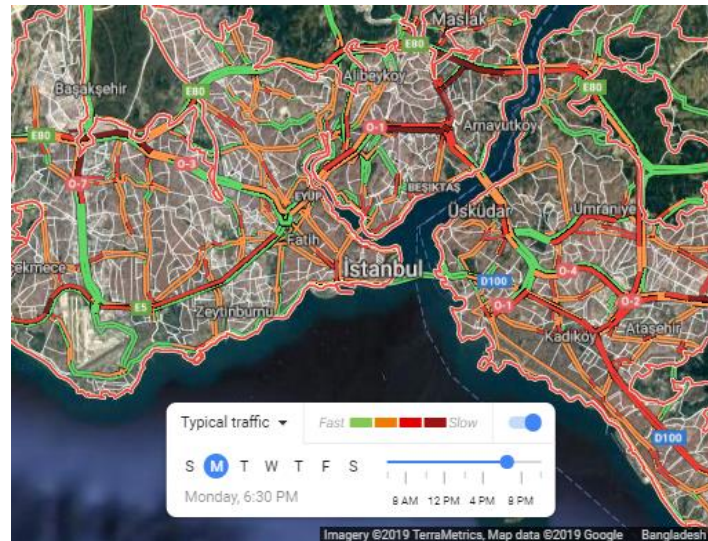 Maslak
E80
Alibeyköy
Başakşehir
E80
E80
E80
O-1
Arnavutköy
O-3
O-7
EYÜP
BEŞİKTAŞ
Üsküdar
Ümraniye
Fatih
Istanbul
O-4
D100
ekmece
E5
O-1
O-2
Zeytinburnu
Kadıköy
Ataşehir
D100
Typical traffic
Fast
Slow
S M T W T F S
Monday, 6:30 PM
8 AM 12 PM 4 PM 8 PM
Imagery ©2019 TerraMetrics, Map data ©2019 Google Bangladesh